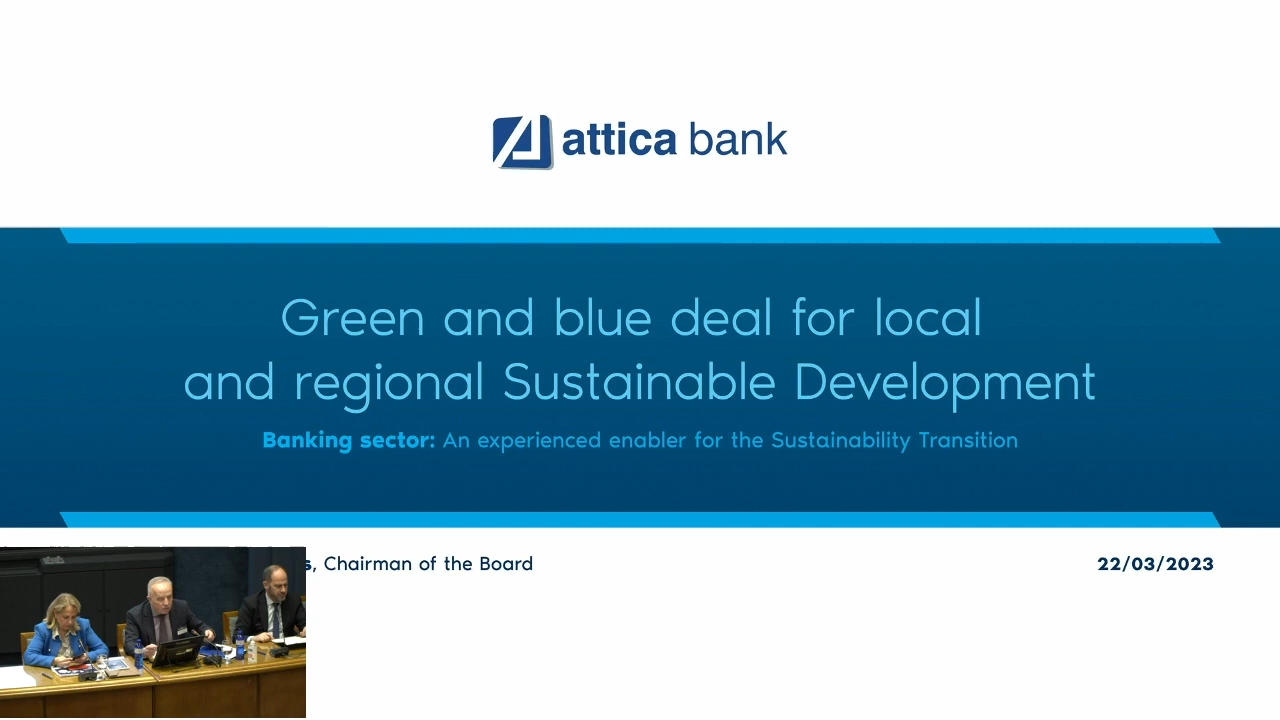 attica bank
Green and blue deal for local
and regional Sustainable Development
Banking sector: An experienced enabler for the Sustainability Transition
s, Chairman of the Board
22/03/2023